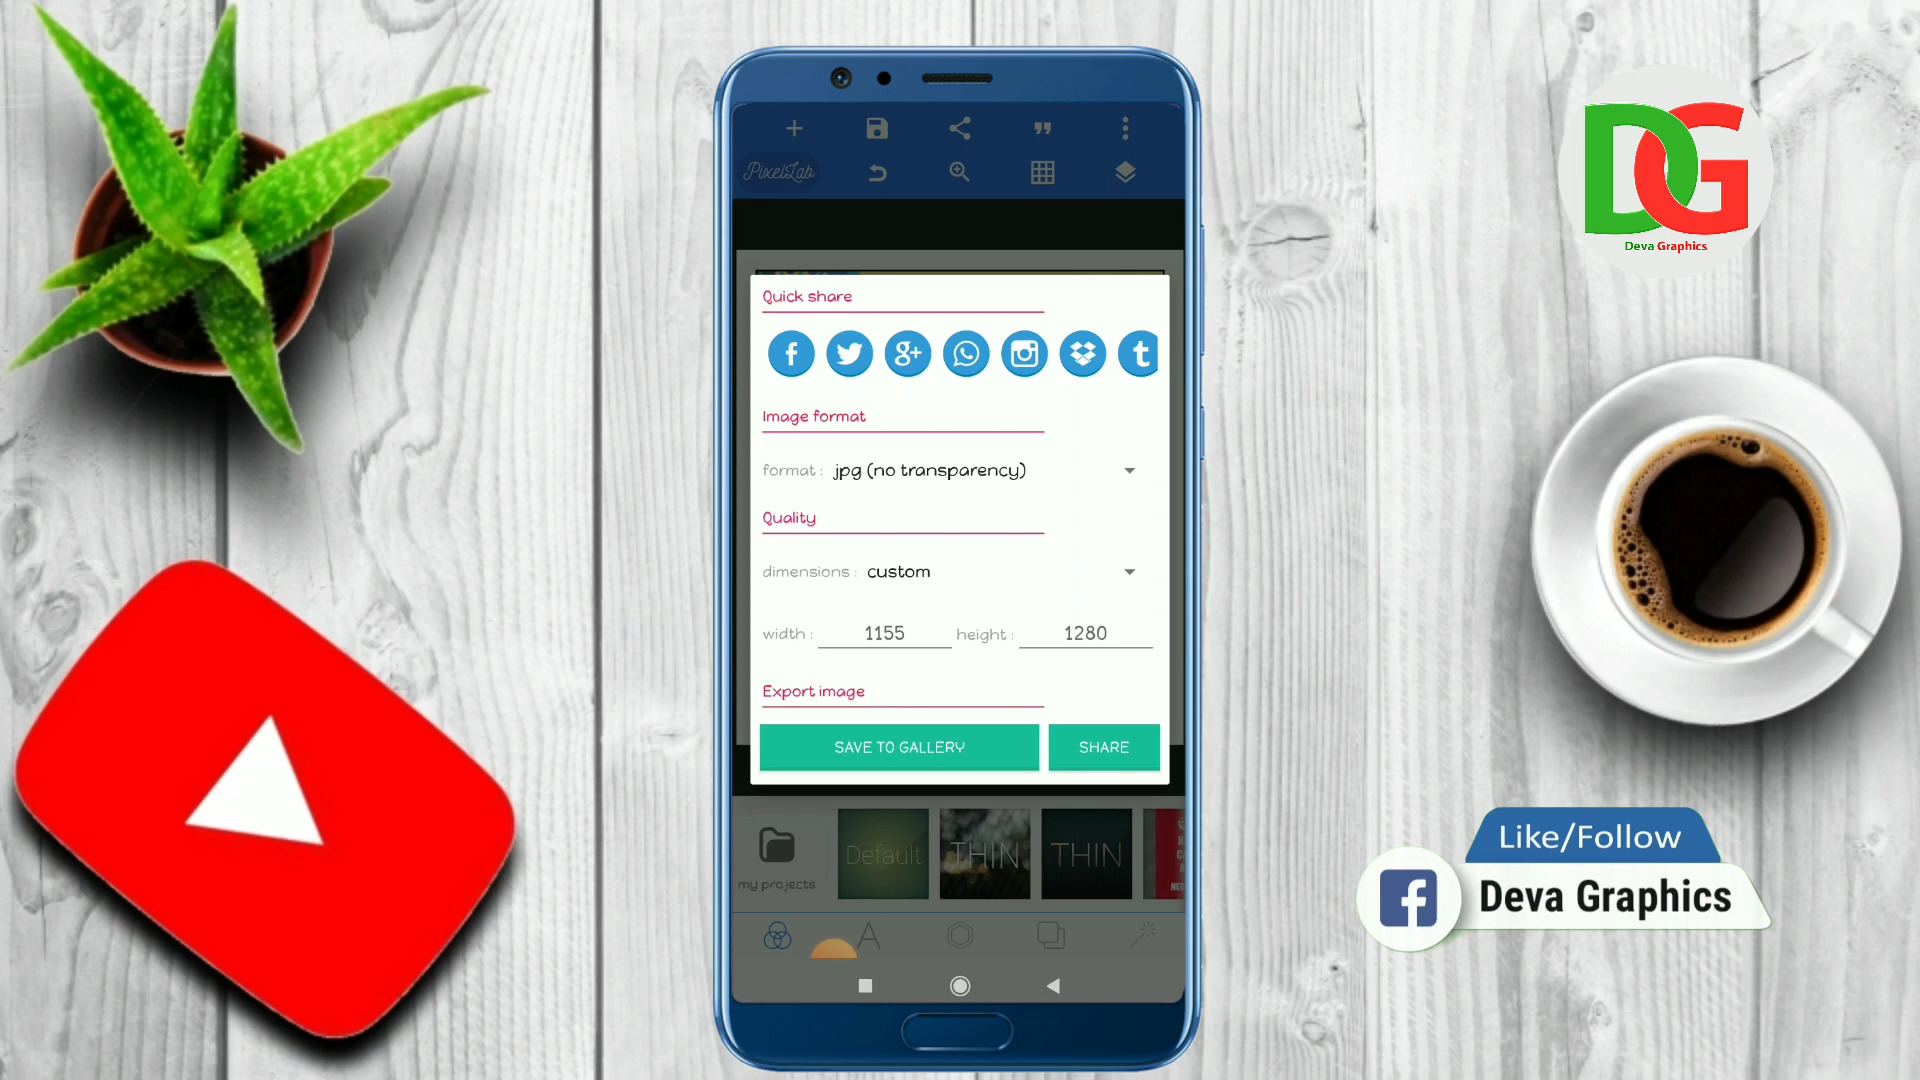 PixelLab
Quick share
Image format
format : jpg (no transparency)
Quality
dimensions : custom
width : 1155 height : 1280
Export image
SAVE TO GALLERY SHARE
my projects
Default
THIN
THIN
DG
Deva Graphics
Like/Follow
Deva Graphics